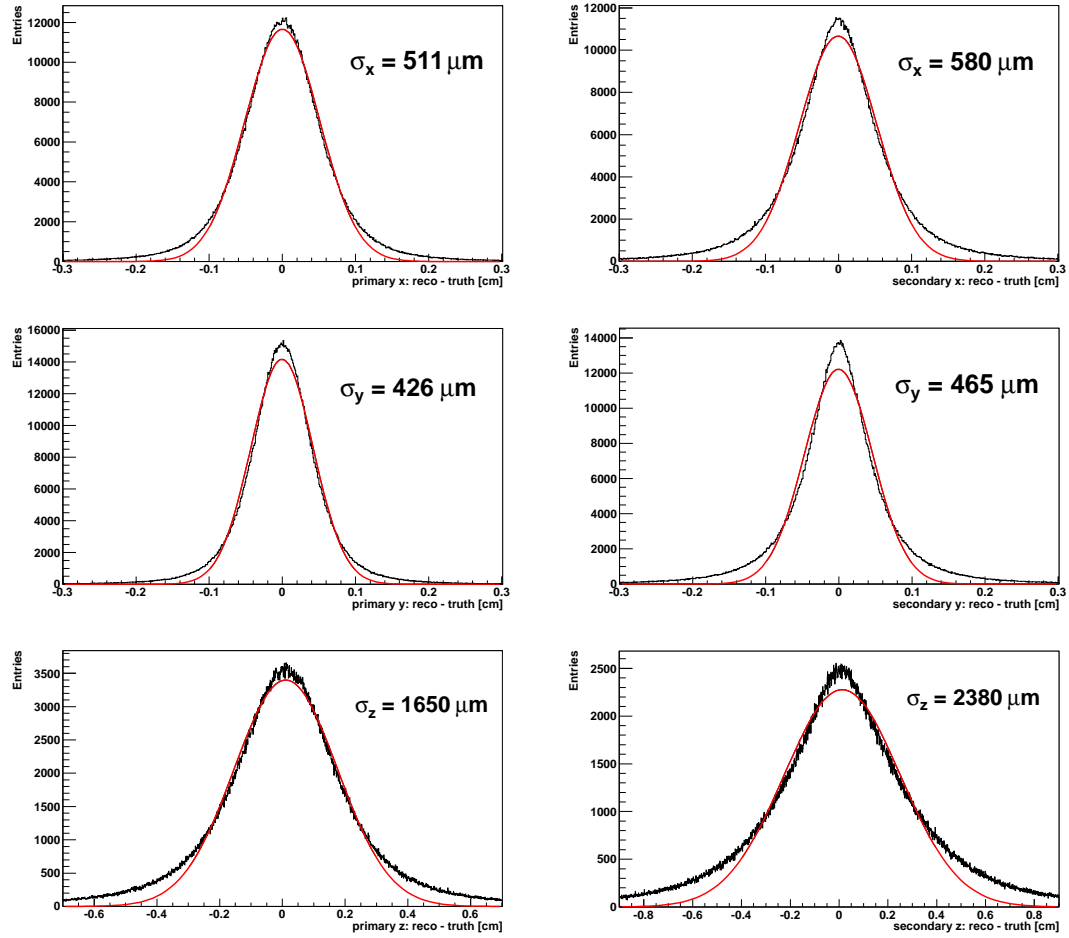 Entries
12000
10000
8000
6000
4000
2000
0
-0.3 -0.2 -0.1 0 0.1 0.2 0.3
primary x: reco - truth [cm]
σx = 511 μm
Entries
12000
10000
8000
6000
4000
2000
0
-0.3 -0.2 -0.1 0 0.1 0.2 0.3
secondary x: reco - truth [cm]
σx = 580 μm
Entries
16000
14000
12000
10000
8000
6000
4000
2000
0
-0.3 -0.2 -0.1 0 0.1 0.2 0.3
primary y: reco - truth [cm]
σy = 426 μm
Entries
14000
12000
10000
8000
6000
4000
2000
0
-0.3 -0.2 -0.1 0 0.1 0.2 0.3
secondary y: reco - truth [cm]
σy = 465 μm
Entries
3500
3000
2500
2000
1500
1000
500
0
-0.6 -0.4 -0.2 0 0.2 0.4 0.6
primary z: reco - truth [cm]
σz = 1650 μm
Entries
2500
2000
1500
1000
500
0
-0.8 -0.6 -0.4 -0.2 0 0.2 0.4 0.6 0.8
secondary z: reco - truth [cm]
σz = 2380 μm